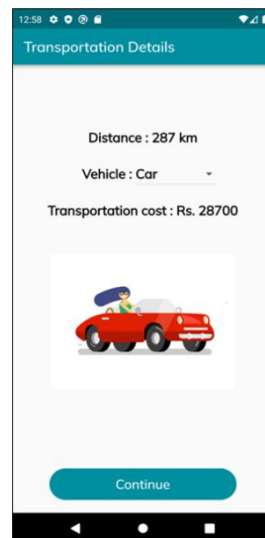 12:58
Transportation Details
Distance : 287 km
Vehicle : Car
Transportation cost : Rs. 28700
Continue